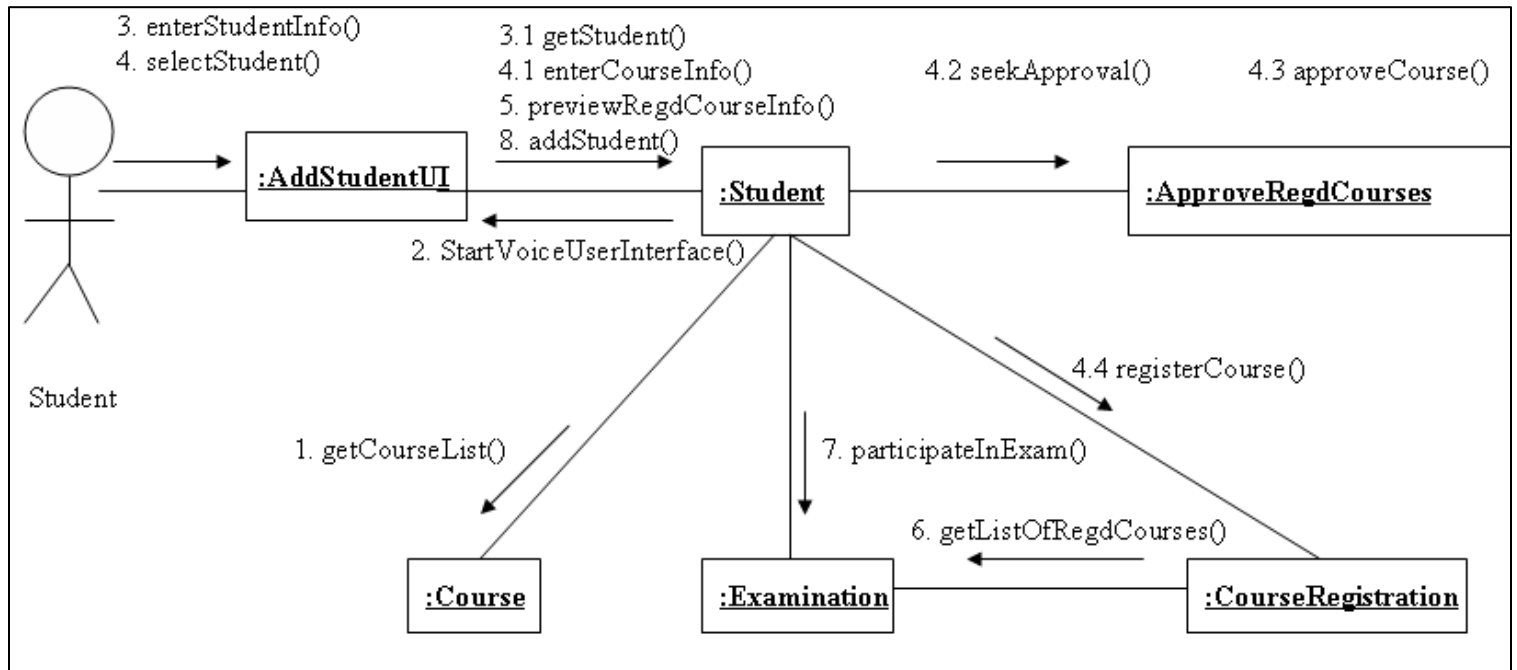 3. enterStudentInfo()
4. selectStudent()
3.1 getStudent()
4.1 enterCourseInfo()
5. previewRegdCourseInfo()
8. addStudent()
4.2 seekApproval()
4.3 approveCourse()
:AddStudentUI
:Student
:ApproveRegdCourses
2. StartVoiceUserInterface()
Student
4.4 registerCourse()
1. getCourseList()
7. participateInExam()
6. getListOfRegdCourses()
:Course
:Examination
:CourseRegistration